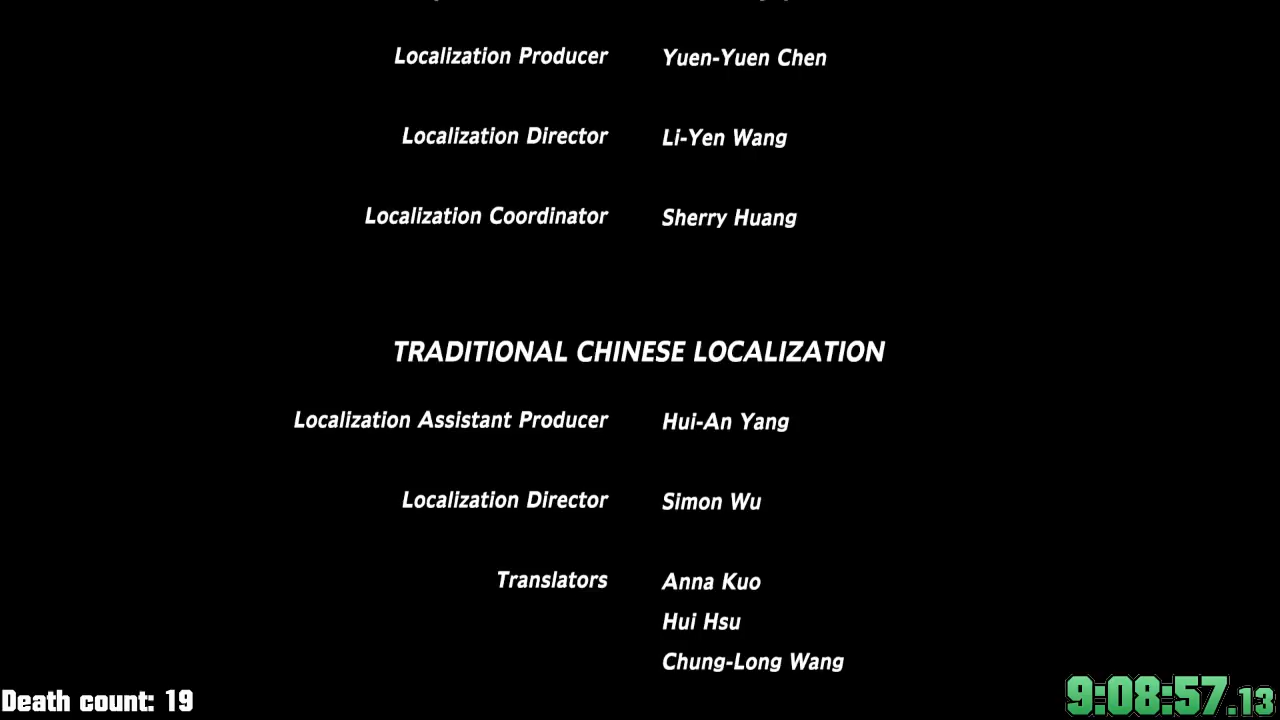 Localization Producer Yuen-Yuen Chen
Localization Director Li-Yen Wang
Localization Coordinator Sherry Huang
TRADITIONAL CHINESE LOCALIZATION
Localization Assistant Producer Hui-An Yang
Localization Director Simon Wu
Translators Anna Kuo
Hui Hsu
Chung-Long Wang
Death count: 19 9:08:57.13